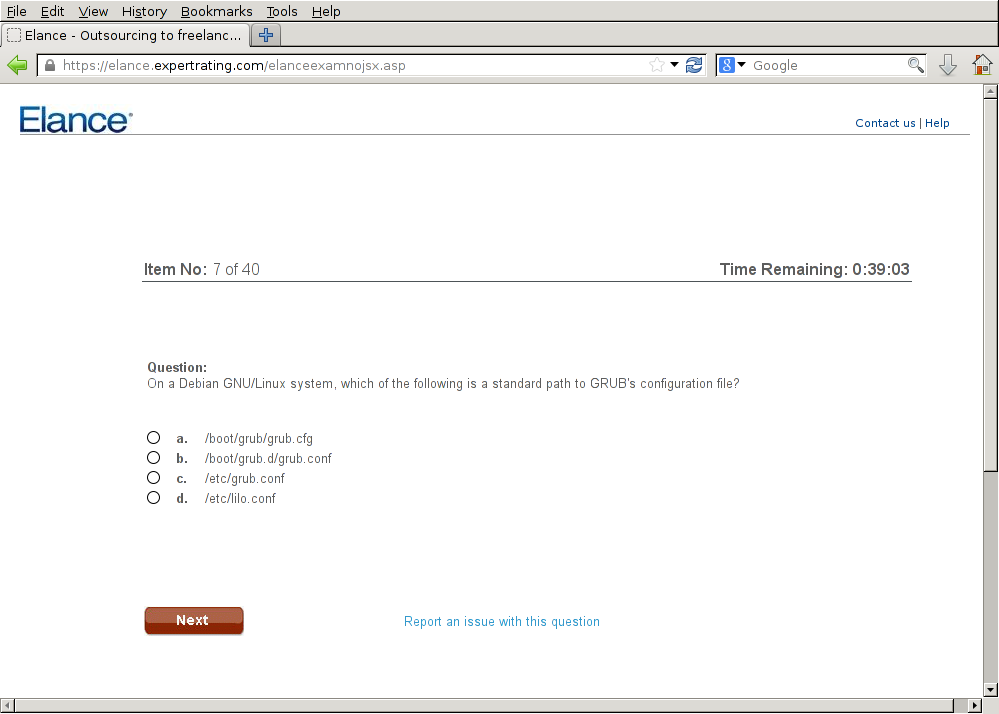 File Edit View History Bookmarks Tools Help
Elance - Outsourcing to freelanc...
https://elance.expertrating.com/elanceexamnojsx.asp
8 Google
Elance
Contact us | Help
Item No: 7 of 40 Time Remaining: 0:39:03
Question:
On a Debian GNU/Linux system, which of the following is a standard path to GRUB's configuration file?
a. /boot/grub/grub.cfg
b. /boot/grub.d/grub.conf
c. /etc/grub.conf
d. /etc/lilo.conf
Next Report an issue with this question